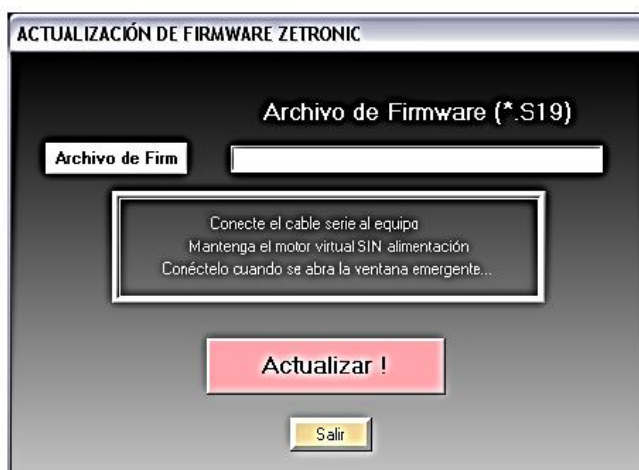 ACTUALIZACIÓN DE FIRMWARE ZETRONIC
Archivo de Firmware (*.S19)
Archivo de Firm
Conecte el cable serie al equipo
Mantenga el motor virtual SIN alimentación
Conéctelo cuando se abra la ventana emergente...
Actualizar !
Salir